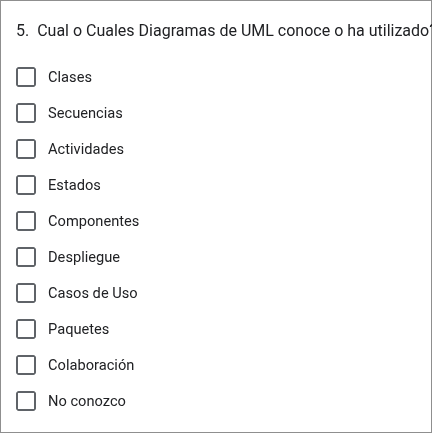 5. Cual o Cuales Diagramas de UML conoce o ha utilizado?
Clases
Secuencias
Actividades
Estados
Componentes
Despliegue
Casos de Uso
Paquetes
Colaboración
No conozco